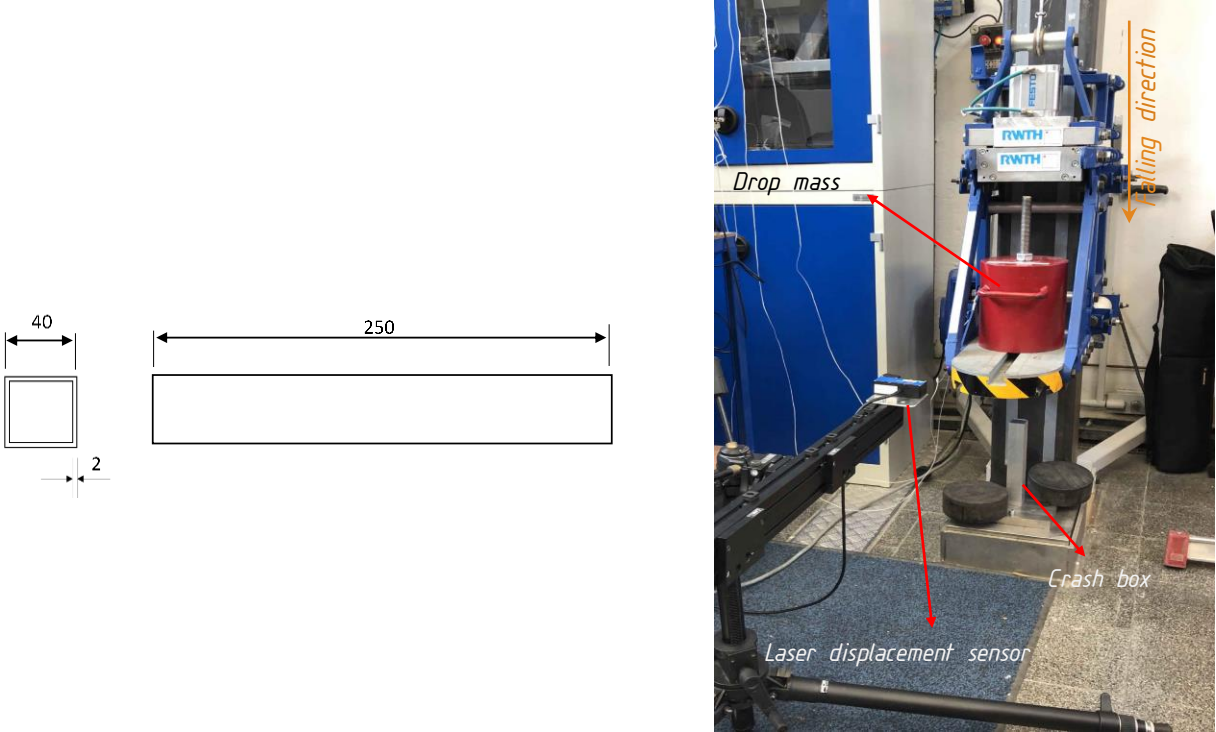 40
250
2
Falling direction
FESTO
RWTH
RWTH
Drop mass
Crash box
Laser displacement sensor